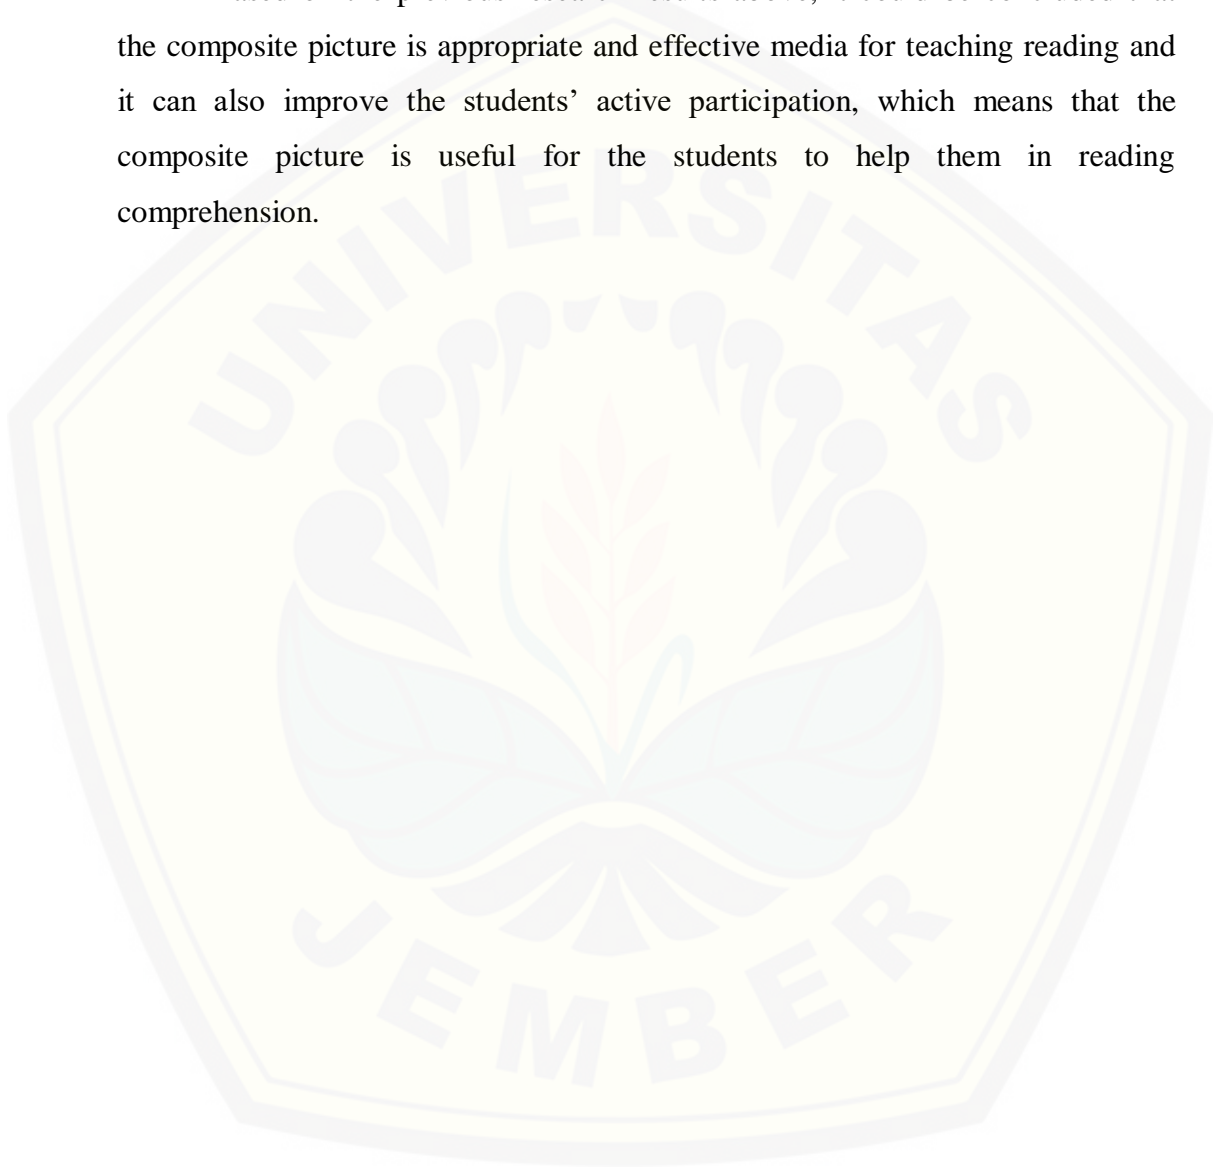 the composite picture is appropriate and effective media for teaching reading and
it can also improve the students’ active participation, which means that the
composite picture is useful for the students to help them in reading
comprehension.
UNIVERSITAS
JEMBER